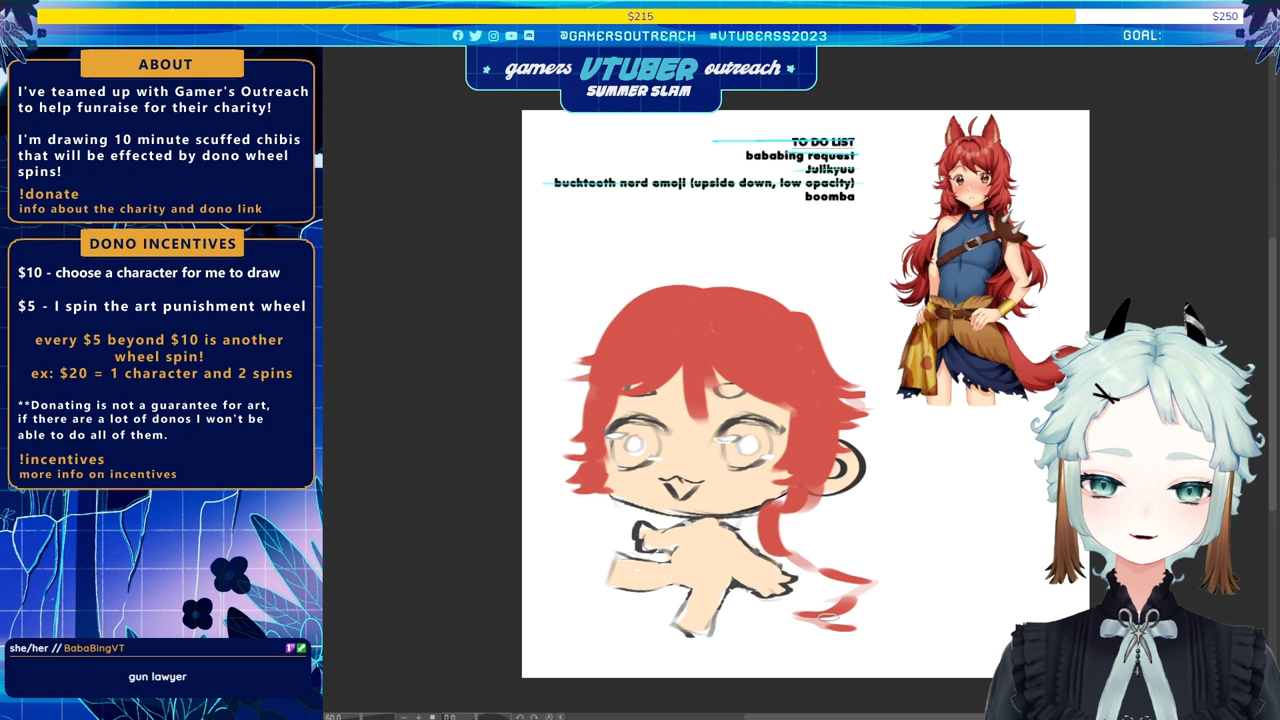 $215
$250
@GAMERSOUTREACH #VTUBERSS2023
GOAL:
gamers VTUBER outreach
SUMMER SLAM
ABOUT
I've teamed up with Gamer's Outreach
to help funraise for their charity!
I'm drawing 10 minute scuffed chibis
that will be effected by dono wheel
spins!
!donate
info about the charity and dono link
DONO INCENTIVES
$10 - choose a character for me to draw
$5 - I spin the art punishment wheel
every $5 beyond $10 is another
wheel spin!
ex: $20 = 1 character and 2 spins
**Donating is not a guarantee for art,
if there are a lot of donos I won't be
able to do all of them.
!incentives
more info on incentives
she/her // BabaBingVT
gun lawyer
TO DO LIST
bababing request
Julikyuu
bucktooth nerd emoji (upside down, low opacity)
boomba